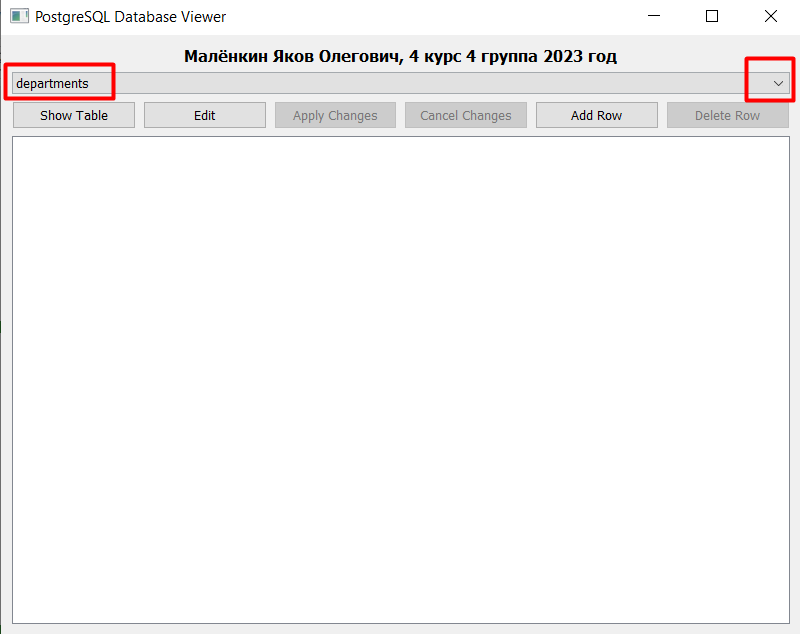 PostgreSQL Database Viewer
Малёнкин Яков Олегович, 4 курс 4 группа 2023 год
departments
Show Table Edit Apply Changes Cancel Changes Add Row Delete Row